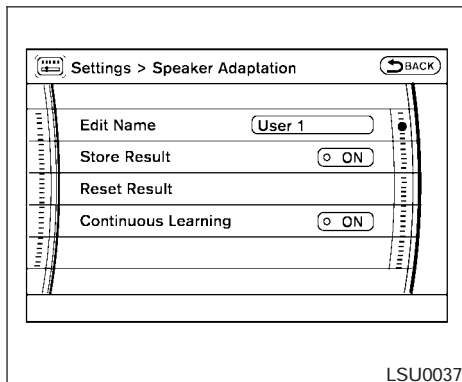 Settings > Speaker Adaptation
BACK
Edit Name
User 1
Store Result
ON
Reset Result
Continuous Learning
ON
LSU0037